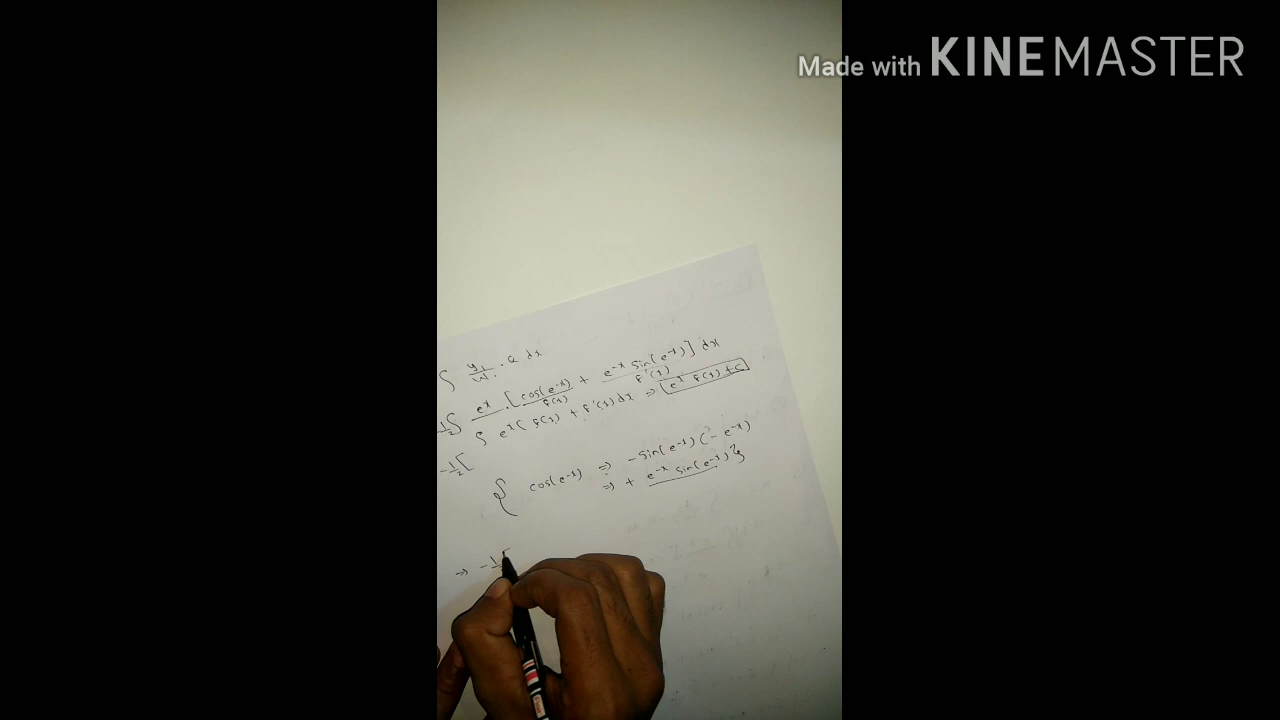 Made with KINEMASTER
∫ y₁/W . Q dx
-1/2 ∫ eˣ . [cos(e⁻ˣ) + e⁻ˣ sin(e⁻ˣ)] dx
f(x) f'(x)
∫ eˣ( f(x) + f'(x) dx ⇒ eˣ f(x) + c
-1/2 [
{ cos(e⁻ˣ) ⇒ -sin(e⁻ˣ)(-e⁻ˣ)
⇒ + e⁻ˣ sin(e⁻ˣ) }
⇒ -1/2 [